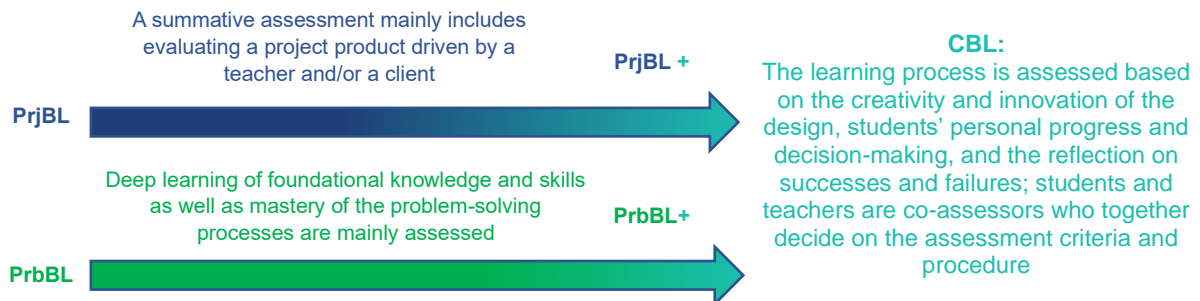 A summative assessment mainly includes
evaluating a project product driven by a
teacher and/or a client
PrjBL +
PrjBL
Deep learning of foundational knowledge and skills
as well as mastery of the problem-solving
processes are mainly assessed
PrbBL+
PrbBL
CBL:
The learning process is assessed based
on the creativity and innovation of the
design, students’ personal progress and
decision-making, and the reflection on
successes and failures; students and
teachers are co-assessors who together
decide on the assessment criteria and
procedure